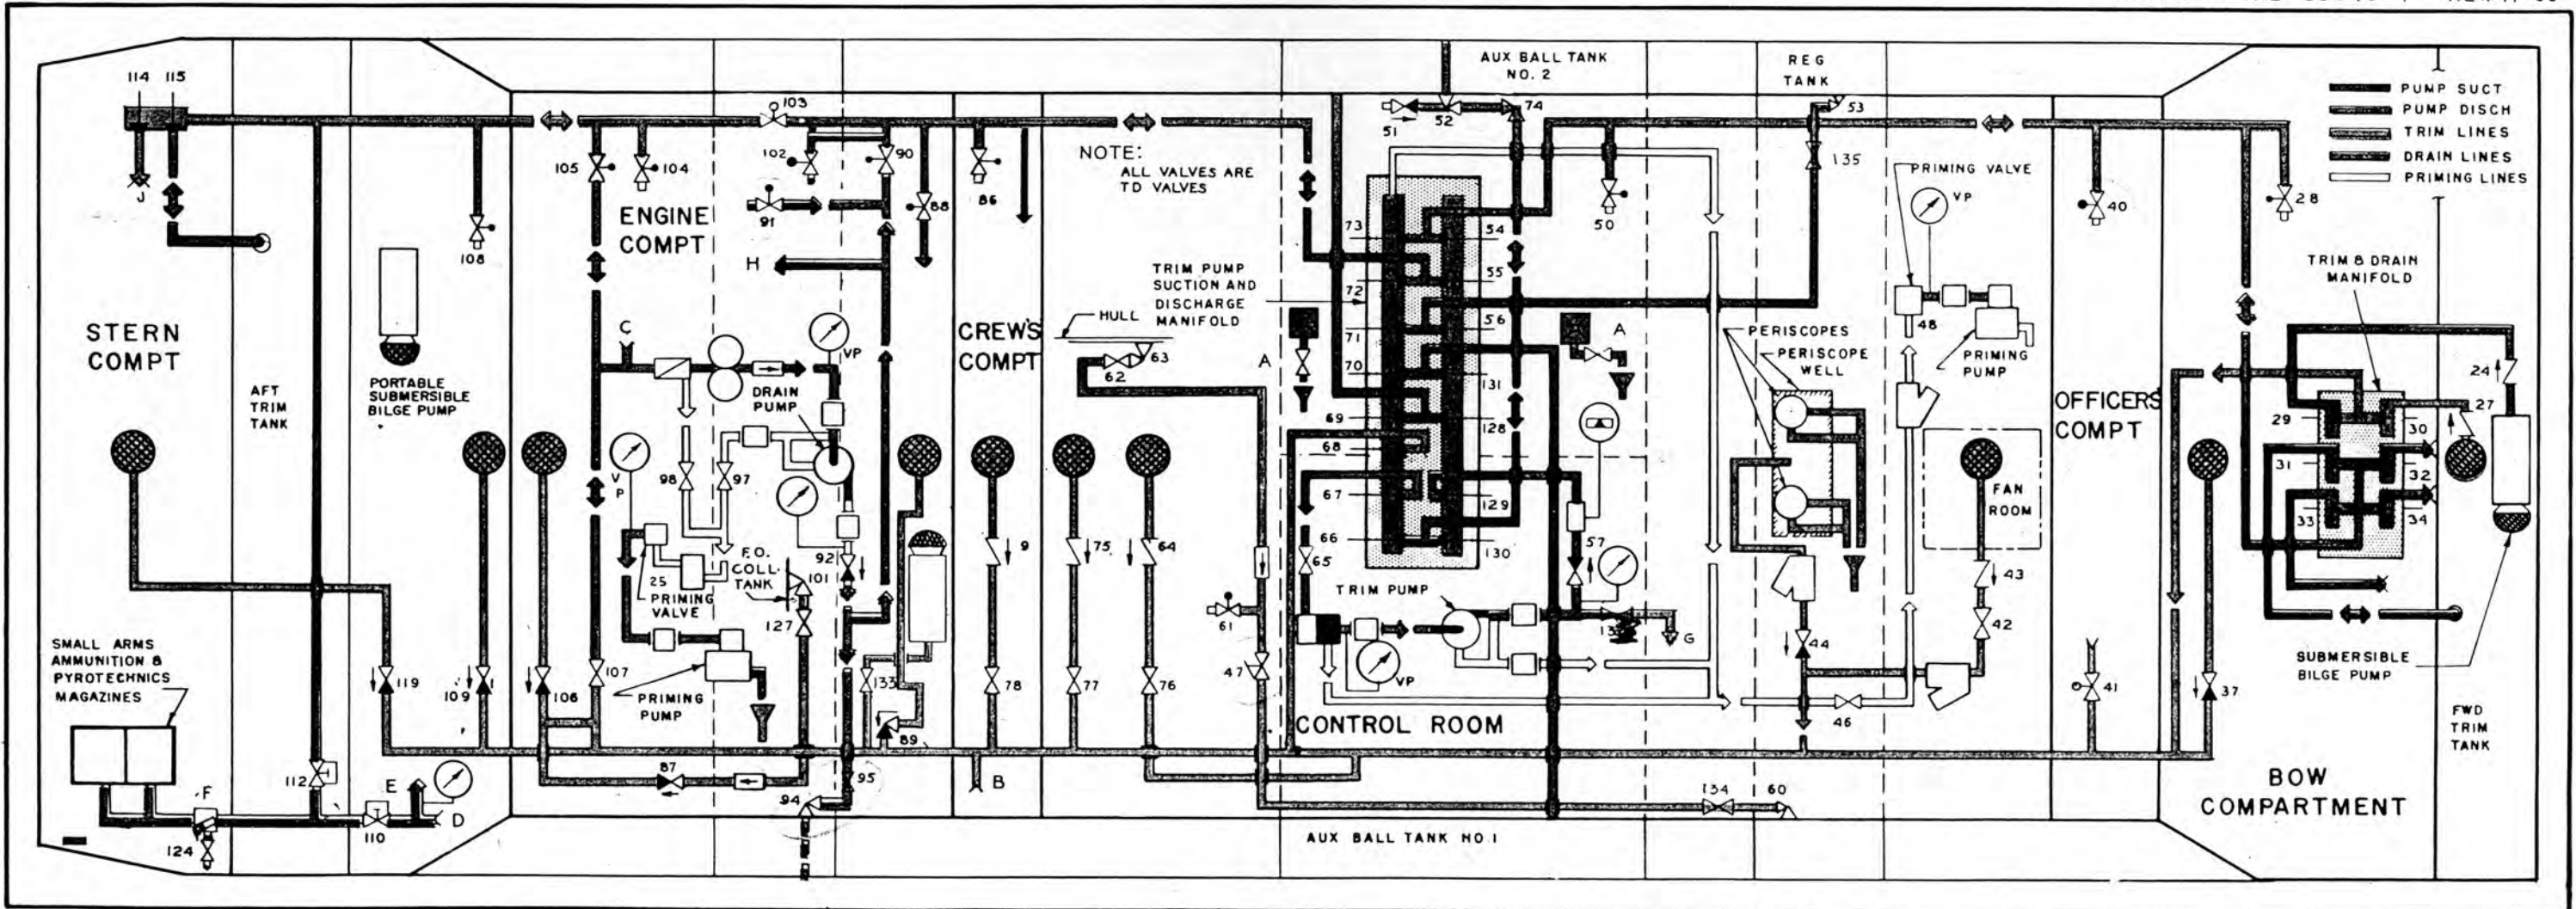 AUX BALL TANK
NO. 2
REG
TANK
PUMP SUCT
PUMP DISCH
TRIM LINES
DRAIN LINES
PRIMING LINES
114
115
103
51
52
74
53
NOTE:
ALL VALVES ARE
TD VALVES
105
104
102
90
91
88
86
50
135
PRIMING VALVE
VP
40
28
J
108
ENGINE
COMPT
H
73
54
TRIM PUMP
SUCTION AND
DISCHARGE
MANIFOLD
72
55
TRIM & DRAIN
MANIFOLD
STERN
COMPT
C
HULL
CREW'S
COMPT
71
56
A
48
PERISCOPES
PERISCOPE
WELL
PRIMING
PUMP
VP
63
62
A
70
131
24
PORTABLE
SUBMERSIBLE
BILGE PUMP
AFT
TRIM
TANK
DRAIN
PUMP
69
128
OFFICERS'
COMPT
29
30
27
68
31
32
V
P
98
97
67
129
FAN
ROOM
33
34
66
130
92
F.O.
COLL.
TANK
101
9
75
64
65
57
43
25
PRIMING
VALVE
TRIM PUMP
127
61
G
44
42
SMALL ARMS
AMMUNITION &
PYROTECHNICS
MAGAZINES
119
109
106
107
133
78
77
76
47
VP
41
37
SUBMERSIBLE
BILGE PUMP
PRIMING
PUMP
46
CONTROL ROOM
FWD
TRIM
TANK
89
112
E
87
95
B
BOW
COMPARTMENT
F
D
94
134
60
110
124
AUX BALL TANK NO. 1